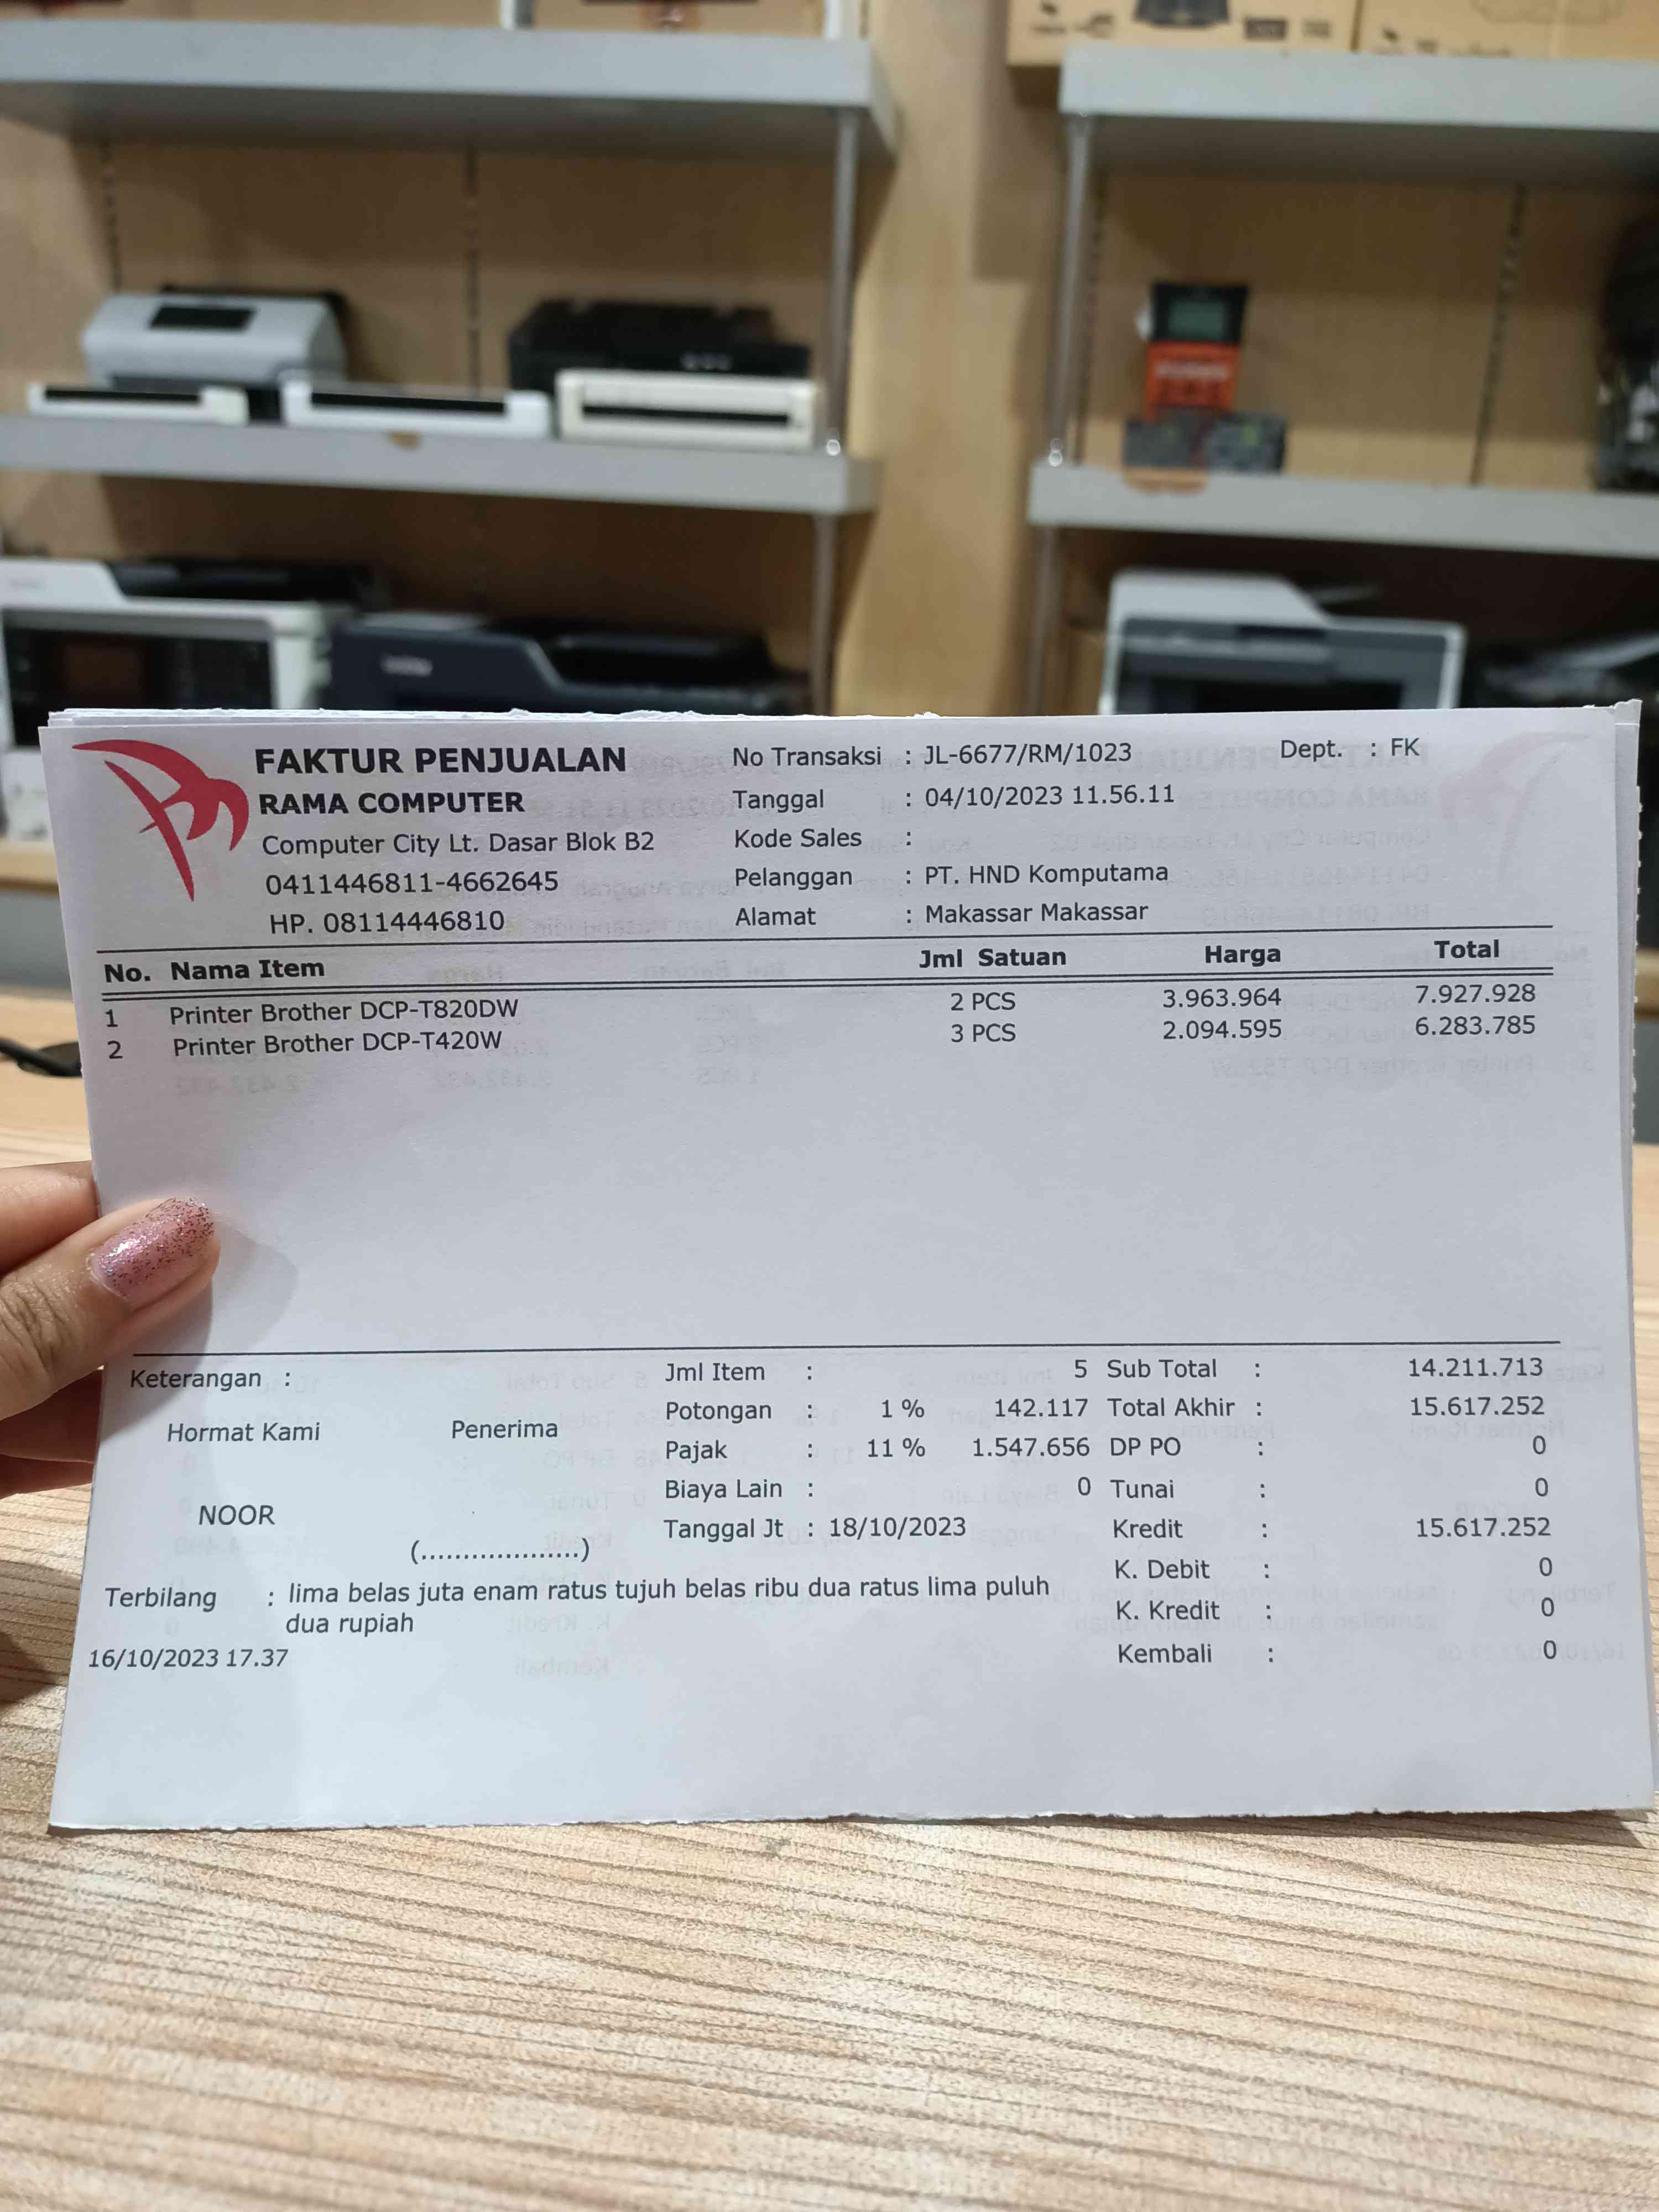 FAKTUR PENJUALAN
RAMA COMPUTER
Computer City Lt. Dasar Blok B2
0411446811-4662645
HP. 08114446810
No Transaksi : JL-6677/RM/1023
Tanggal : 04/10/2023 11.56.11
Kode Sales :
Pelanggan : PT. HND Komputama
Alamat : Makassar Makassar
Dept. : FK
No. Nama Item Jml Satuan Harga Total
1 Printer Brother DCP-T820DW 2 PCS 3.963.964 7.927.928
2 Printer Brother DCP-T420W 3 PCS 2.094.595 6.283.785
Keterangan :
Hormat Kami Penerima
NOOR
(...................)
Jml Item : 5
Potongan : 1 % 142.117
Pajak : 11 % 1.547.656
Biaya Lain : 0
Tanggal Jt : 18/10/2023
Sub Total : 14.211.713
Total Akhir : 15.617.252
DP PO : 0
Tunai : 0
Kredit : 15.617.252
K. Debit : 0
K. Kredit : 0
Kembali : 0
Terbilang : lima belas juta enam ratus tujuh belas ribu dua ratus lima puluh
dua rupiah
16/10/2023 17.37